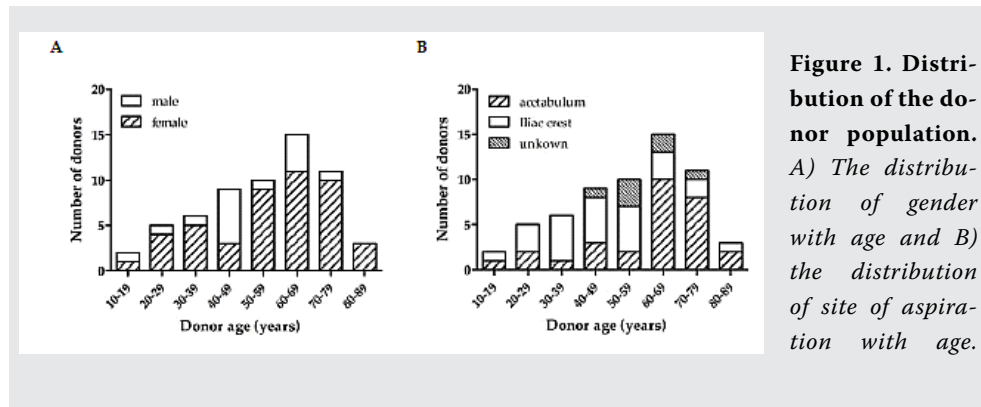 A
B
20
15
10
5
0
Number of donors
male
female
10-19
20-29
30-39
40-49
50-59
60-69
70-79
80-89
Donor age (years)
20
15
10
5
0
Number of donors
acetabulum
Iliac crest
unkown
10-19
20-29
30-39
40-49
50-59
60-69
70-79
80-89
Donor age (years)
Figure 1. Distri-
bution of the do-
nor population.
A) The distribu-
tion of gender
with age and B)
the distribution
of site of aspira-
tion with age.